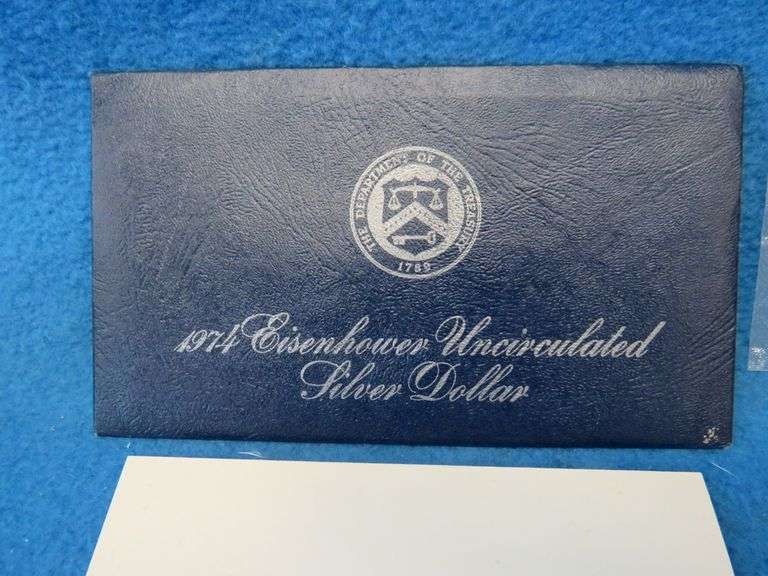 THE DEPARTMENT OF THE TREASURY
1789
1974 Eisenhower Uncirculated
Silver Dollar